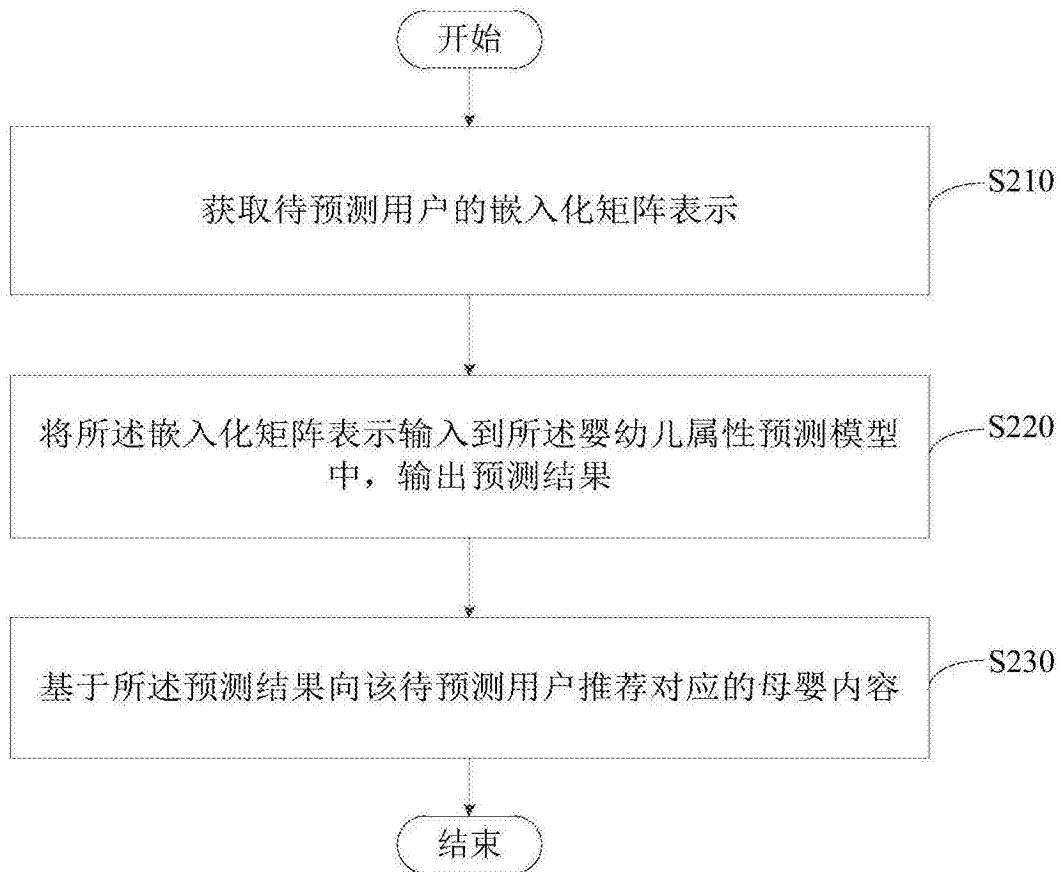 开始
获取待预测用户的嵌入化矩阵表示
S210
将所述嵌入化矩阵表示输入到所述婴幼儿属性预测模型
中，输出预测结果
S220
基于所述预测结果向该待预测用户推荐对应的母婴内容
S230
结束